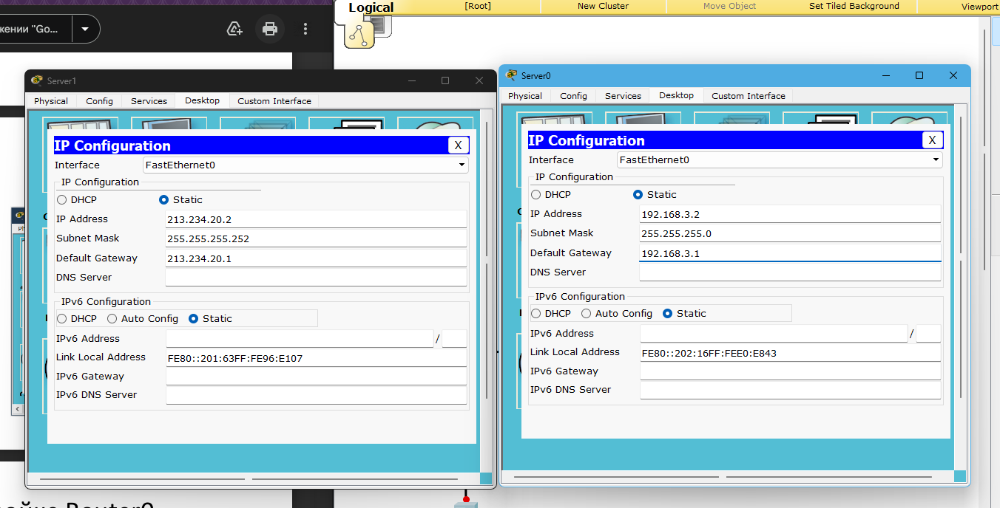 Logical
[Root]
New Cluster
Move Object
Set Tiled Background
Viewport
жении "Go...
Server1
Physical
Config
Services
Desktop
Custom Interface
IP Configuration
X
Interface
FastEthernet0
IP Configuration
DHCP
Static
IP Address
213.234.20.2
Subnet Mask
255.255.255.252
Default Gateway
213.234.20.1
DNS Server
IPv6 Configuration
DHCP
Auto Config
Static
IPv6 Address
/
Link Local Address
FE80::201:63FF:FE96:E107
IPv6 Gateway
IPv6 DNS Server
Server0
Physical
Config
Services
Desktop
Custom Interface
IP Configuration
X
Interface
FastEthernet0
IP Configuration
DHCP
Static
IP Address
192.168.3.2
Subnet Mask
255.255.255.0
Default Gateway
192.168.3.1
DNS Server
IPv6 Configuration
DHCP
Auto Config
Static
IPv6 Address
/
Link Local Address
FE80::202:16FF:FEE0:E843
IPv6 Gateway
IPv6 DNS Server
Router0